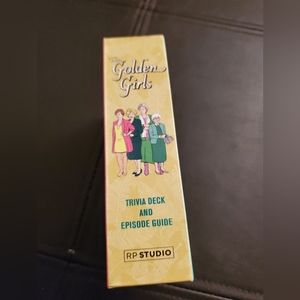 The
Golden
Girls
TRIVIA DECK
AND
EPISODE GUIDE
RP STUDIO